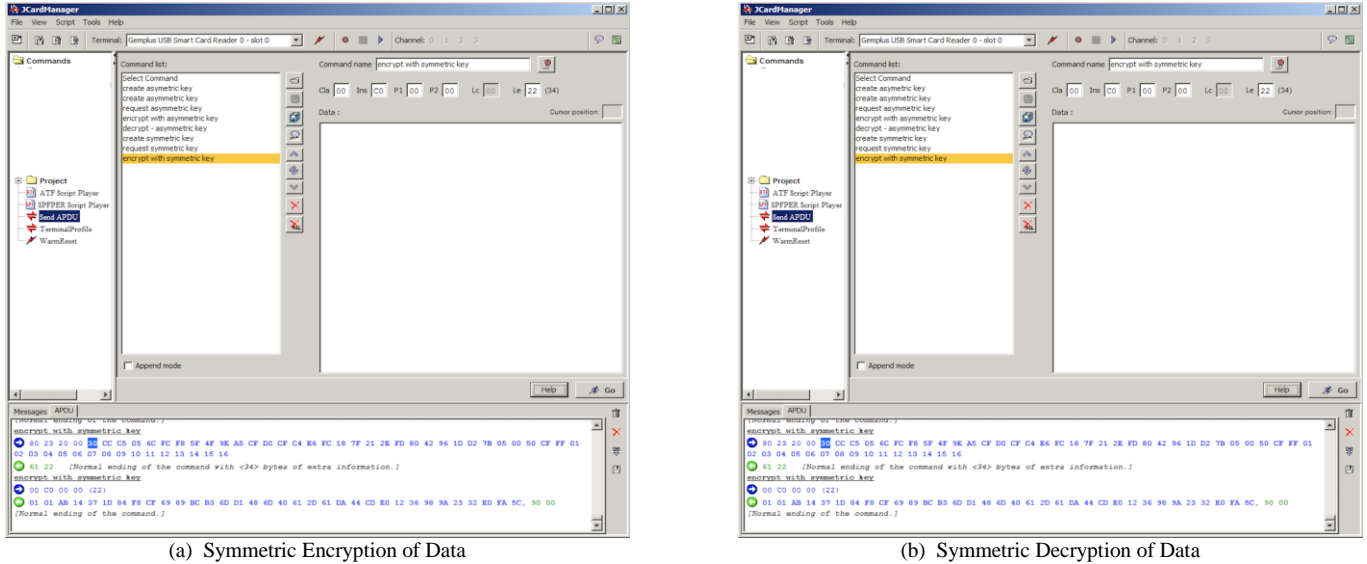 JCardManager
File View Script Tools Help
Terminal: Gemplus USB Smart Card Reader 0 - slot 0 Channel: 0 1 2 3
Commands
Project
ATF Script Player
SPFPER Script Player
Send APDU
TerminalProfile
WarmReset
Command list:
Select Command
create asymetric key
create asymetric key
request asymetric key
encrypt with asymetric key
decrypt - asymetric key
create symmetric key
request symmetric key
encrypt with symmetric key
Append mode
Command name encrypt with symmetric key
Cla 00 Ins C0 P1 00 P2 00 Lc 00 Le 22 (34)
Data : Cursor position:
Help Go
Messages APDU
[Normal ending of the command.]
encrypt with symmetric key
80 23 20 00 30 CC C5 05 6C FC F8 5F 4F 9E A5 CF D0 CF C4 E6 FC 18 7F 21 2E FD 80 42 96 1D D2 7B 05 00 50 CF FF 01
02 03 04 05 06 07 08 09 10 11 12 13 14 15 16
61 22 [Normal ending of the command with <34> bytes of extra information.]
encrypt with symmetric key
00 C0 00 00 (22)
01 01 AB 14 37 1D 84 F8 CF 69 89 BC B3 6D D1 48 6D 40 61 2D 61 DA 44 CD E0 12 36 98 9A 23 32 E0 FA 5C, 90 00
[Normal ending of the command.]
(a) Symmetric Encryption of Data
JCardManager
File View Script Tools Help
Terminal: Gemplus USB Smart Card Reader 0 - slot 0 Channel: 0 1 2 3
Commands
Project
ATF Script Player
SPFPER Script Player
Send APDU
TerminalProfile
WarmReset
Command list:
Select Command
create asymetric key
create asymetric key
request asymetric key
encrypt with asymetric key
decrypt - asymetric key
create symmetric key
request symmetric key
encrypt with symmetric key
Append mode
Command name encrypt with symmetric key
Cla 00 Ins C0 P1 00 P2 00 Lc 00 Le 22 (34)
Data : Cursor position:
Help Go
Messages APDU
[Normal ending of the command.]
encrypt with symmetric key
80 23 20 00 30 CC C5 05 6C FC F8 5F 4F 9E A5 CF D0 CF C4 E6 FC 18 7F 21 2E FD 80 42 96 1D D2 7B 05 00 50 CF FF 01
02 03 04 05 06 07 08 09 10 11 12 13 14 15 16
61 22 [Normal ending of the command with <34> bytes of extra information.]
encrypt with symmetric key
00 C0 00 00 (22)
01 01 AB 14 37 1D 84 F8 CF 69 89 BC B3 6D D1 48 6D 40 61 2D 61 DA 44 CD E0 12 36 98 9A 23 32 E0 FA 5C, 90 00
[Normal ending of the command.]
(b) Symmetric Decryption of Data